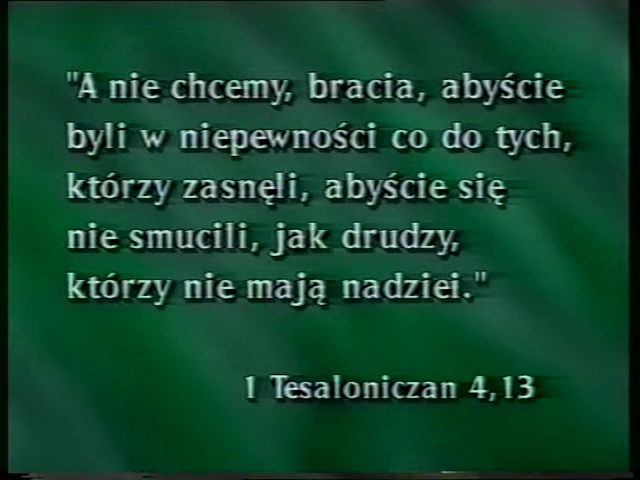 "A nie chcemy, bracia, abyście
byli w niepewności co do tych,
którzy zasnęli, abyście się
nie smucili, jak drudzy,
którzy nie mają nadziei."
1 Tesaloniczan 4,13